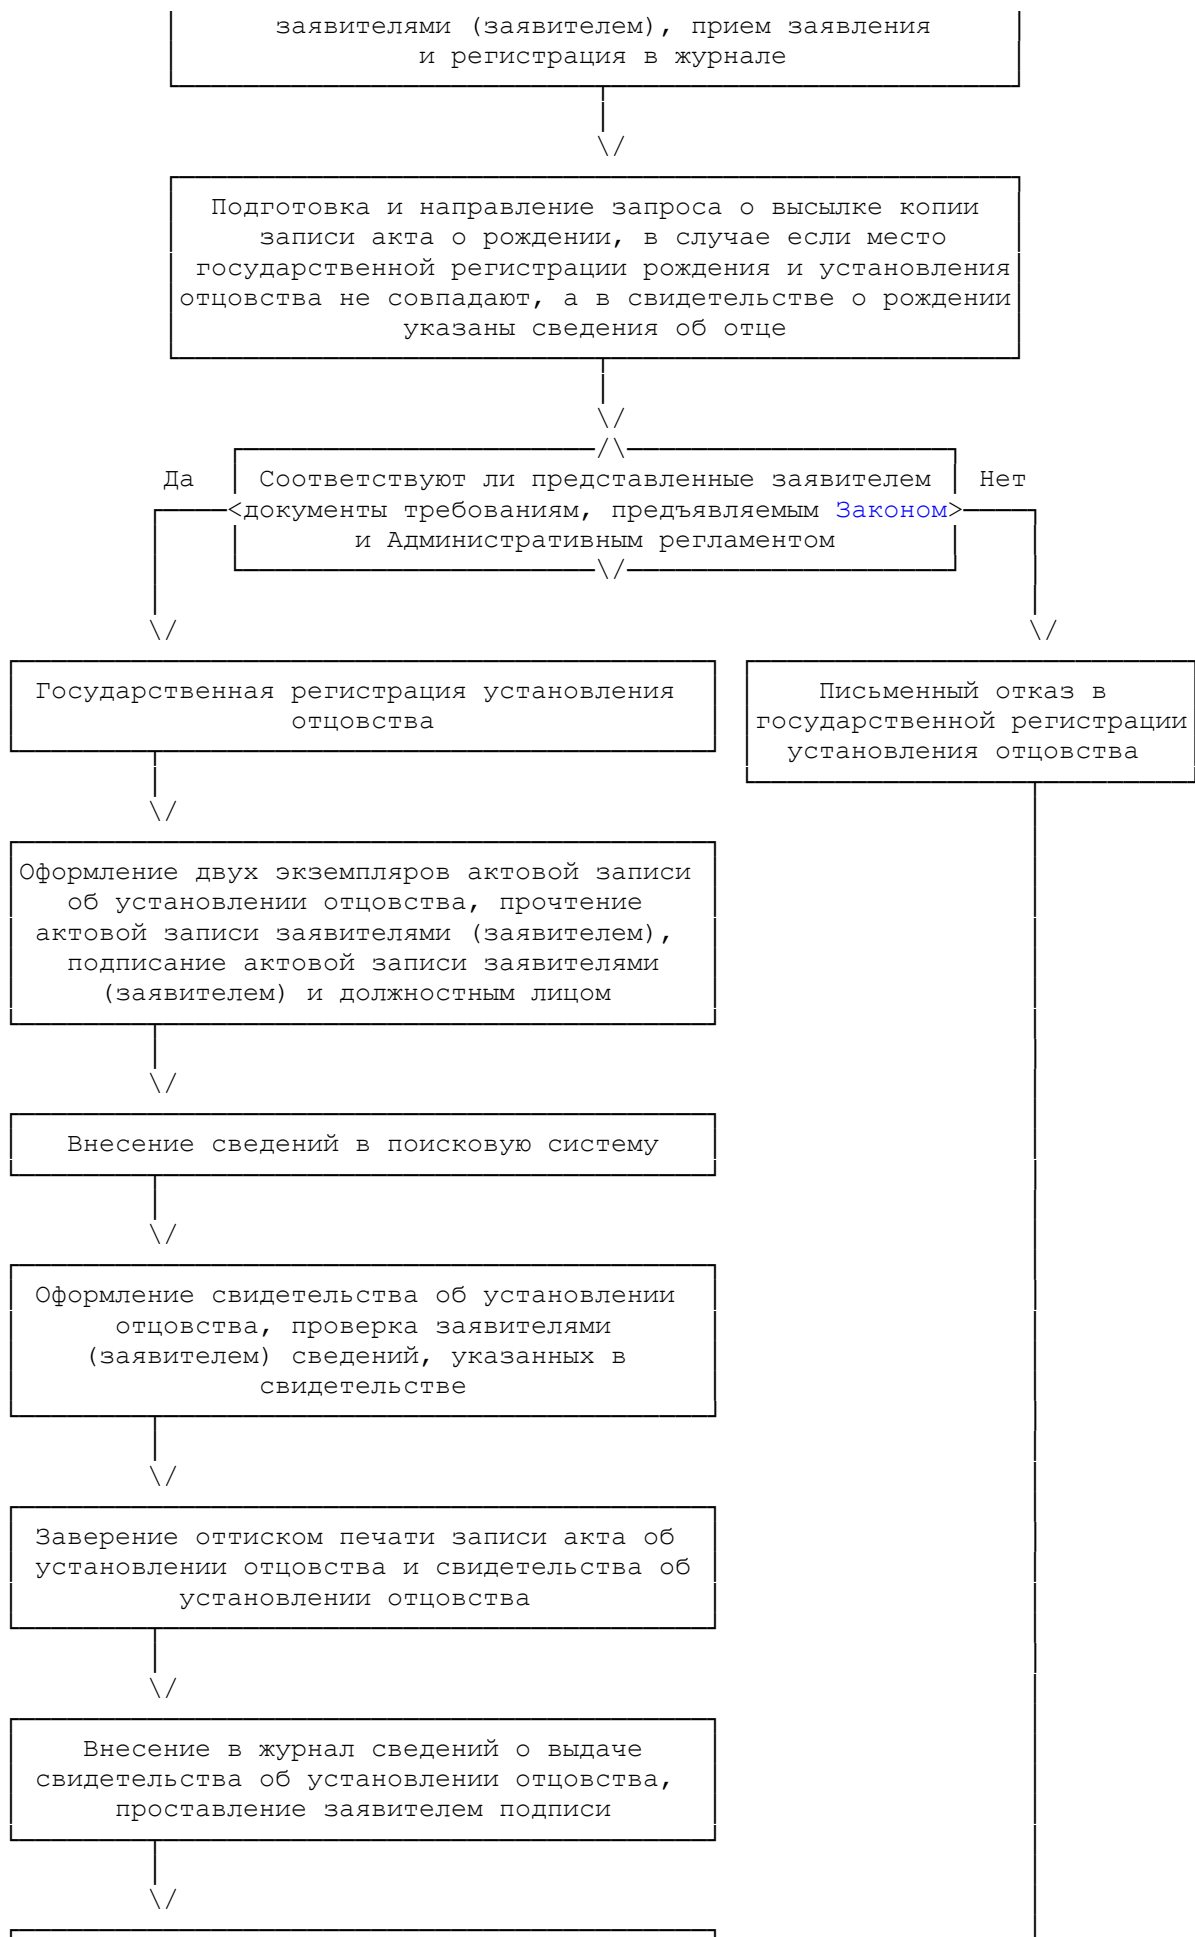 заявителями (заявителем), прием заявления
и регистрация в журнале
Подготовка и направление запроса о высылке копии
записи акта о рождении, в случае если место
государственной регистрации рождения и установления
отцовства не совпадают, а в свидетельстве о рождении
указаны сведения об отце
Да
Соответствуют ли представленные заявителем
Нет
документы требованиям, предъявляемым Законом
и Административным регламентом
Государственная регистрация установления
отцовства
Письменный отказ в
государственной регистрации
установления отцовства
Оформление двух экземпляров актовой записи
об установлении отцовства, прочтение
актовой записи заявителями (заявителем),
подписание актовой записи заявителями
(заявителем) и должностным лицом
Внесение сведений в поисковую систему
Оформление свидетельства об установлении
отцовства, проверка заявителями
(заявителем) сведений, указанных в
свидетельстве
Заверение оттиском печати записи акта об
установлении отцовства и свидетельства об
установлении отцовства
Внесение в журнал сведений о выдаче
свидетельства об установлении отцовства,
проставление заявителем подписи